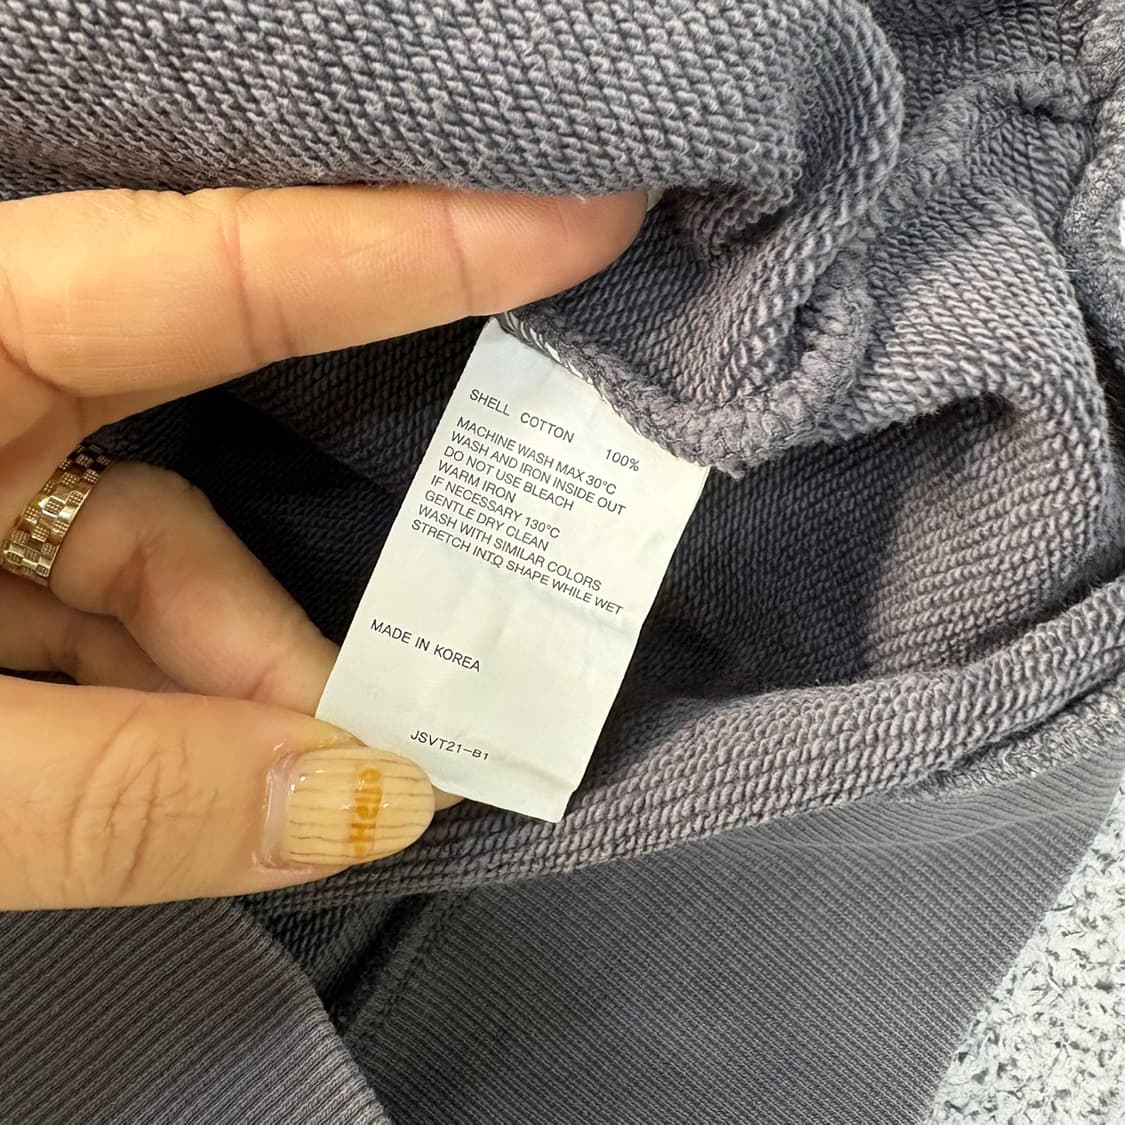 SHELL COTTON 100%
MACHINE WASH MAX 30°C
WASH AND IRON INSIDE OUT
DO NOT USE BLEACH
WARM IRON
IF NECESSARY 130°C
GENTLE DRY CLEAN
WASH WITH SIMILAR COLORS
STRETCH INTO SHAPE WHILE WET
MADE IN KOREA
JSVT21-B1